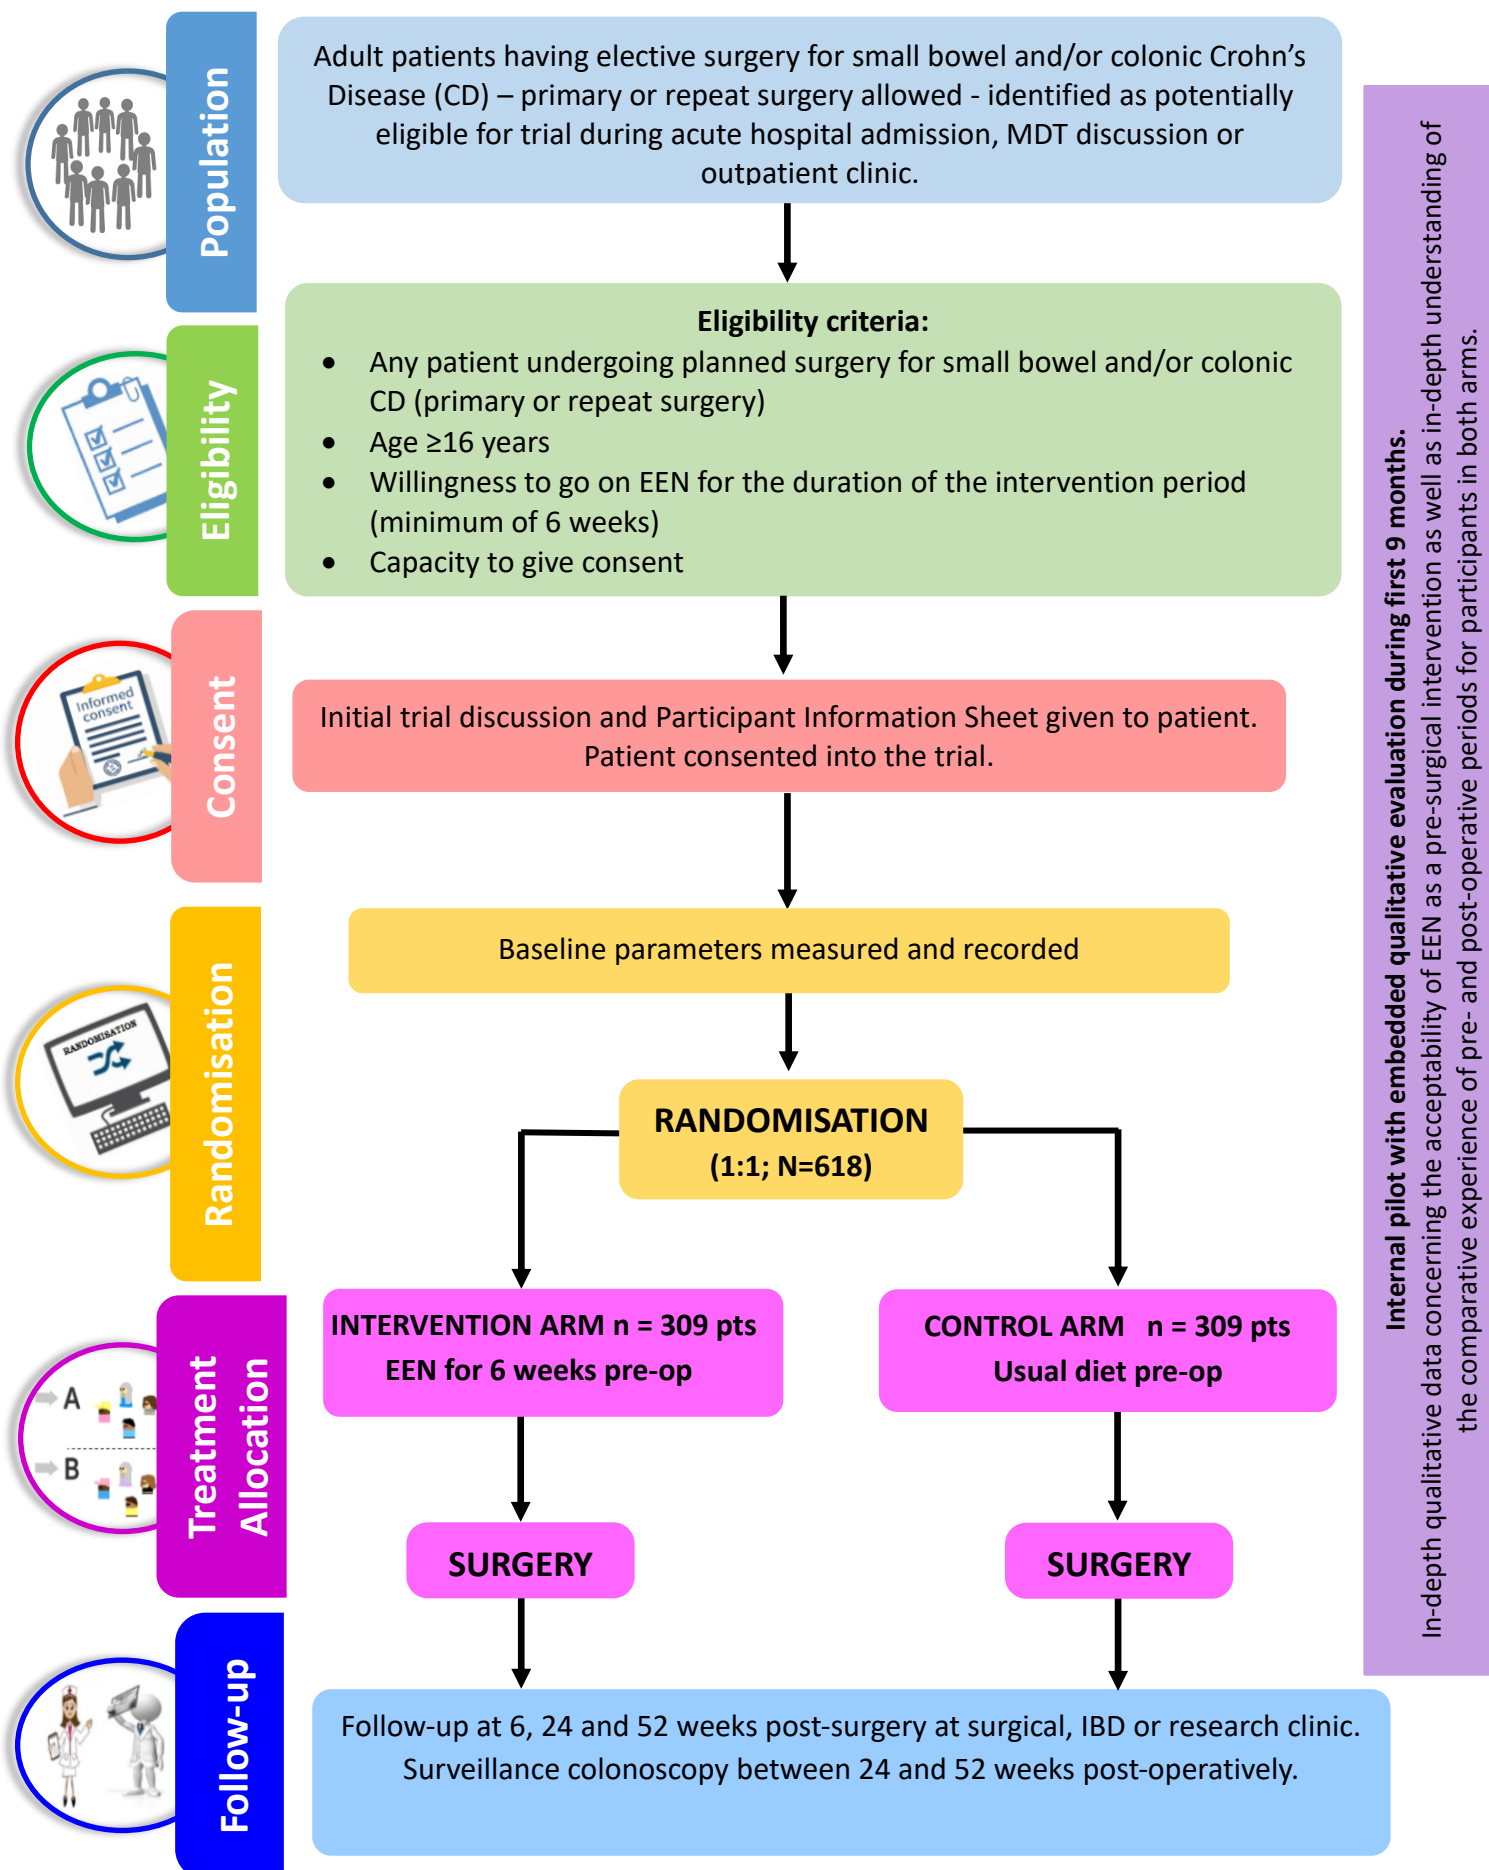 Population
Adult patients having elective surgery for small bowel and/or colonic Crohn's
Disease (CD) – primary or repeat surgery allowed - identified as potentially
eligible for trial during acute hospital admission, MDT discussion or
outpatient clinic.
Eligibility
Eligibility criteria:
• Any patient undergoing planned surgery for small bowel and/or colonic
CD (primary or repeat surgery)
• Age ≥16 years
• Willingness to go on EEN for the duration of the intervention period
(minimum of 6 weeks)
• Capacity to give consent
Informed
consent
Consent
Initial trial discussion and Participant Information Sheet given to patient.
Patient consented into the trial.
RANDOMISATION
Randomisation
Baseline parameters measured and recorded
RANDOMISATION
(1:1; N=618)
A
B
Treatment
Allocation
INTERVENTION ARM n = 309 pts
EEN for 6 weeks pre-op
CONTROL ARM n = 309 pts
Usual diet pre-op
SURGERY
SURGERY
Follow-up
Follow-up at 6, 24 and 52 weeks post-surgery at surgical, IBD or research clinic.
Surveillance colonoscopy between 24 and 52 weeks post-operatively.
Internal pilot with embedded qualitative evaluation during first 9 months.
In-depth qualitative data concerning the acceptability of EEN as a pre-surgical intervention as well as in-depth understanding of
the comparative experience of pre- and post-operative periods for participants in both arms.